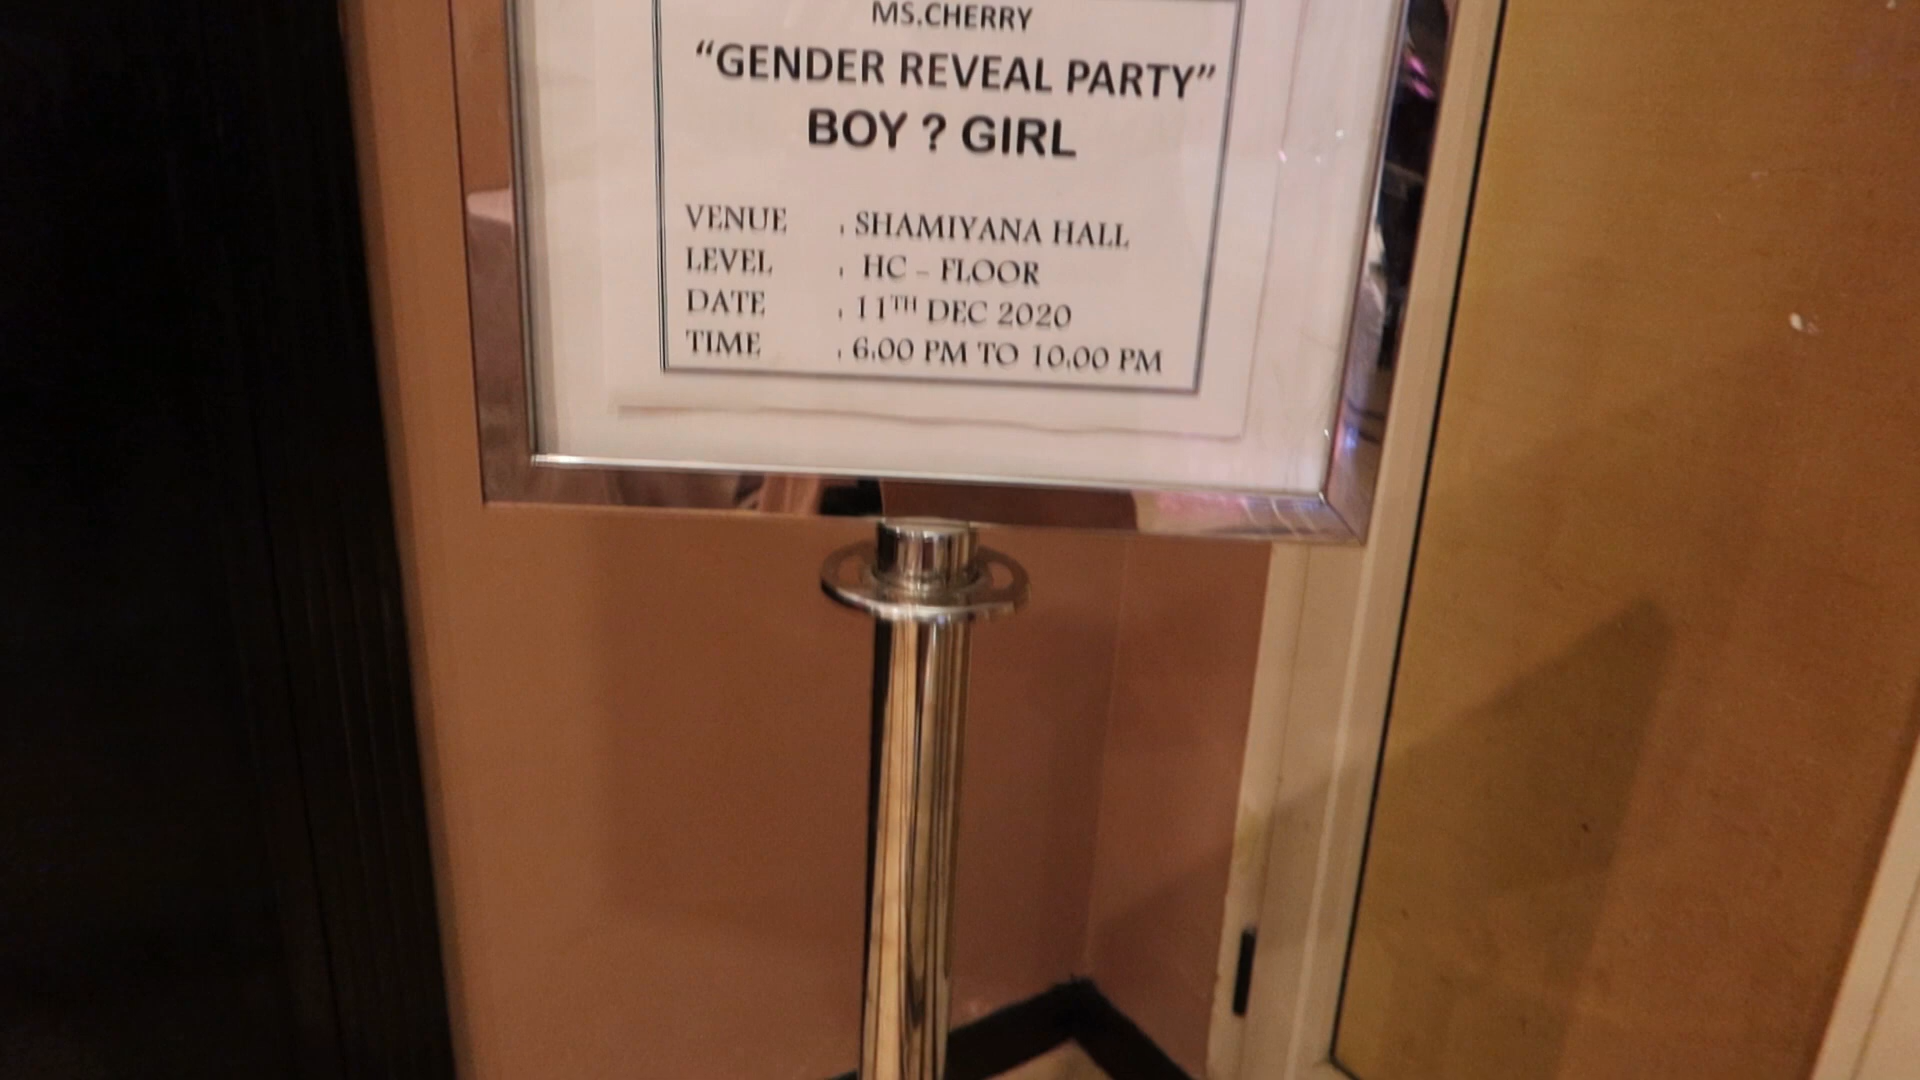 MS.CHERRY
“GENDER REVEAL PARTY”
BOY ? GIRL
VENUE : SHAMIYANA HALL
LEVEL : HC – FLOOR
DATE : 11TH DEC 2020
TIME : 6.00 PM TO 10.00 PM